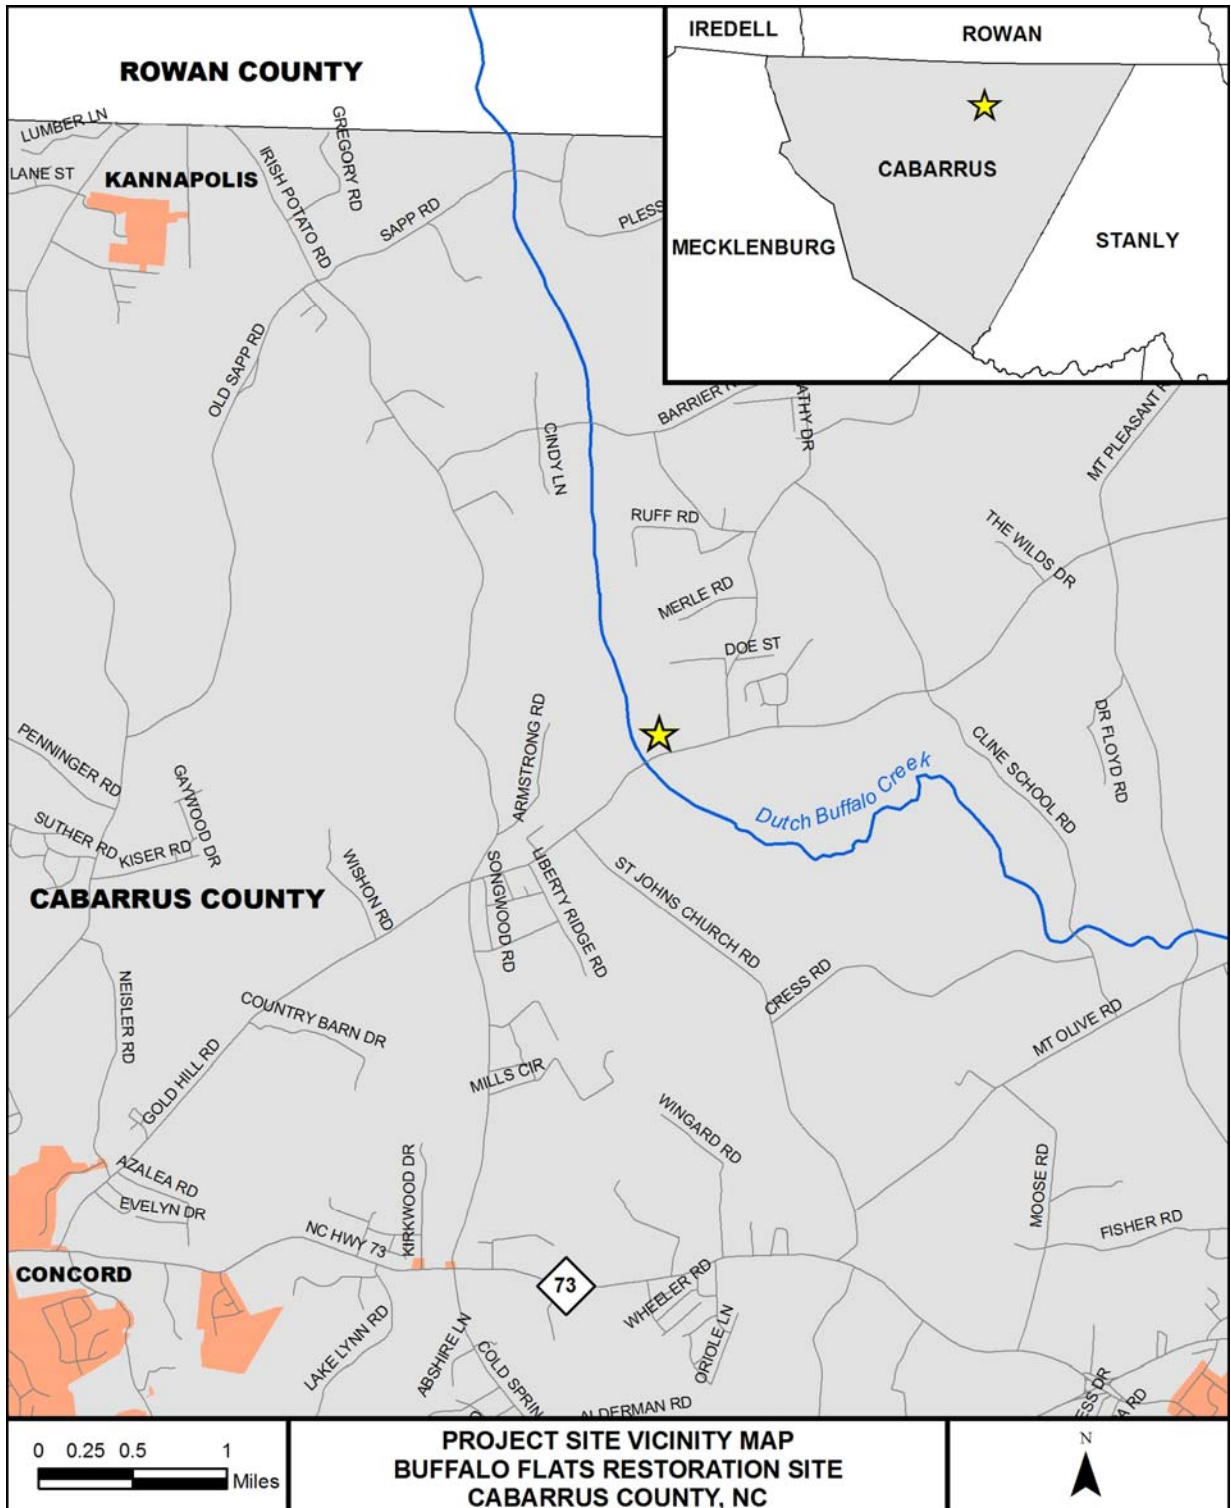 ROWAN COUNTY
IREDELL
ROWAN
CABARRUS
MECKLENBURG
STANLY
LUMBER LN
LANE ST
KANNAPOLIS
IRISH POTATO RD
GREGORY RD
SAPP RD
PLESS
OLD SAPP RD
CINDY LN
BARRIER
ATHY DR
MT PLEASANT
RUFF RD
THE WILDS DR
MERLE RD
DOE ST
PENNINGER RD
GAYWOOD DR
ARMSTRONG RD
Dutch Buffalo Creek
CLINE SCHOOL RD
DR FLOYD RD
SUTHER RD
KISER RD
WISHON RD
SONGWOOD RD
LIBERTY RIDGE RD
ST JOHNS CHURCH RD
CABARRUS COUNTY
NEISLER RD
COUNTRY BARN DR
CRESS RD
GOLD HILL RD
MT OLIVE RD
MILLS CIR
WINGARD RD
AZALEA RD
EVELYN DR
KIRKWOOD DR
MOOSE RD
FISHER RD
NC HWY 73
CONCORD
73
WHEELER RD
LAKE LYNN RD
ABSHIRE LN
COLD SPRIN
ORIOLE LN
ALDERMAN RD
ESS DR
A RD
0 0.25 0.5 1
Miles
PROJECT SITE VICINITY MAP
BUFFALO FLATS RESTORATION SITE
CABARRUS COUNTY, NC
N